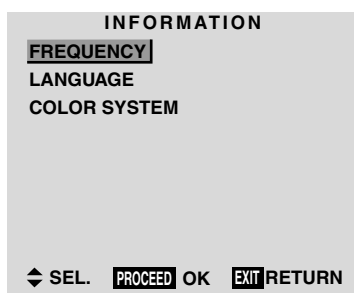 INFORMATION
FREQUENCY
LANGUAGE
COLOR SYSTEM
SEL. PROCEED OK EXIT RETURN